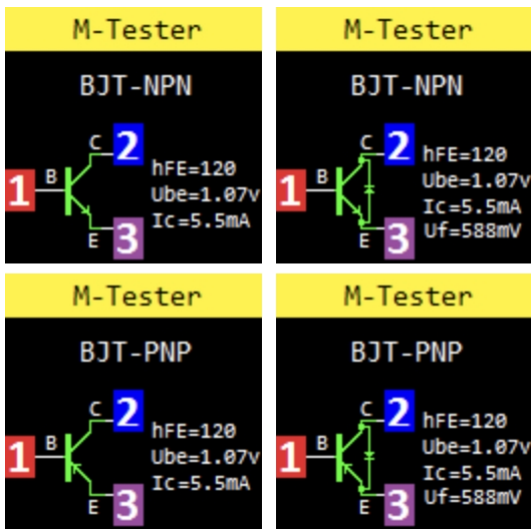 M-Tester
BJT-NPN
C 2
hFE=120
1 B
Ube=1.07v
Ic=5.5mA
E 3
M-Tester
BJT-NPN
C 2
hFE=120
1 B
Ube=1.07v
Ic=5.5mA
E 3
Uf=588mV
M-Tester
BJT-PNP
C 2
hFE=120
1 B
Ube=1.07v
Ic=5.5mA
E 3
M-Tester
BJT-PNP
C 2
hFE=120
1 B
Ube=1.07v
Ic=5.5mA
E 3
Uf=588mV